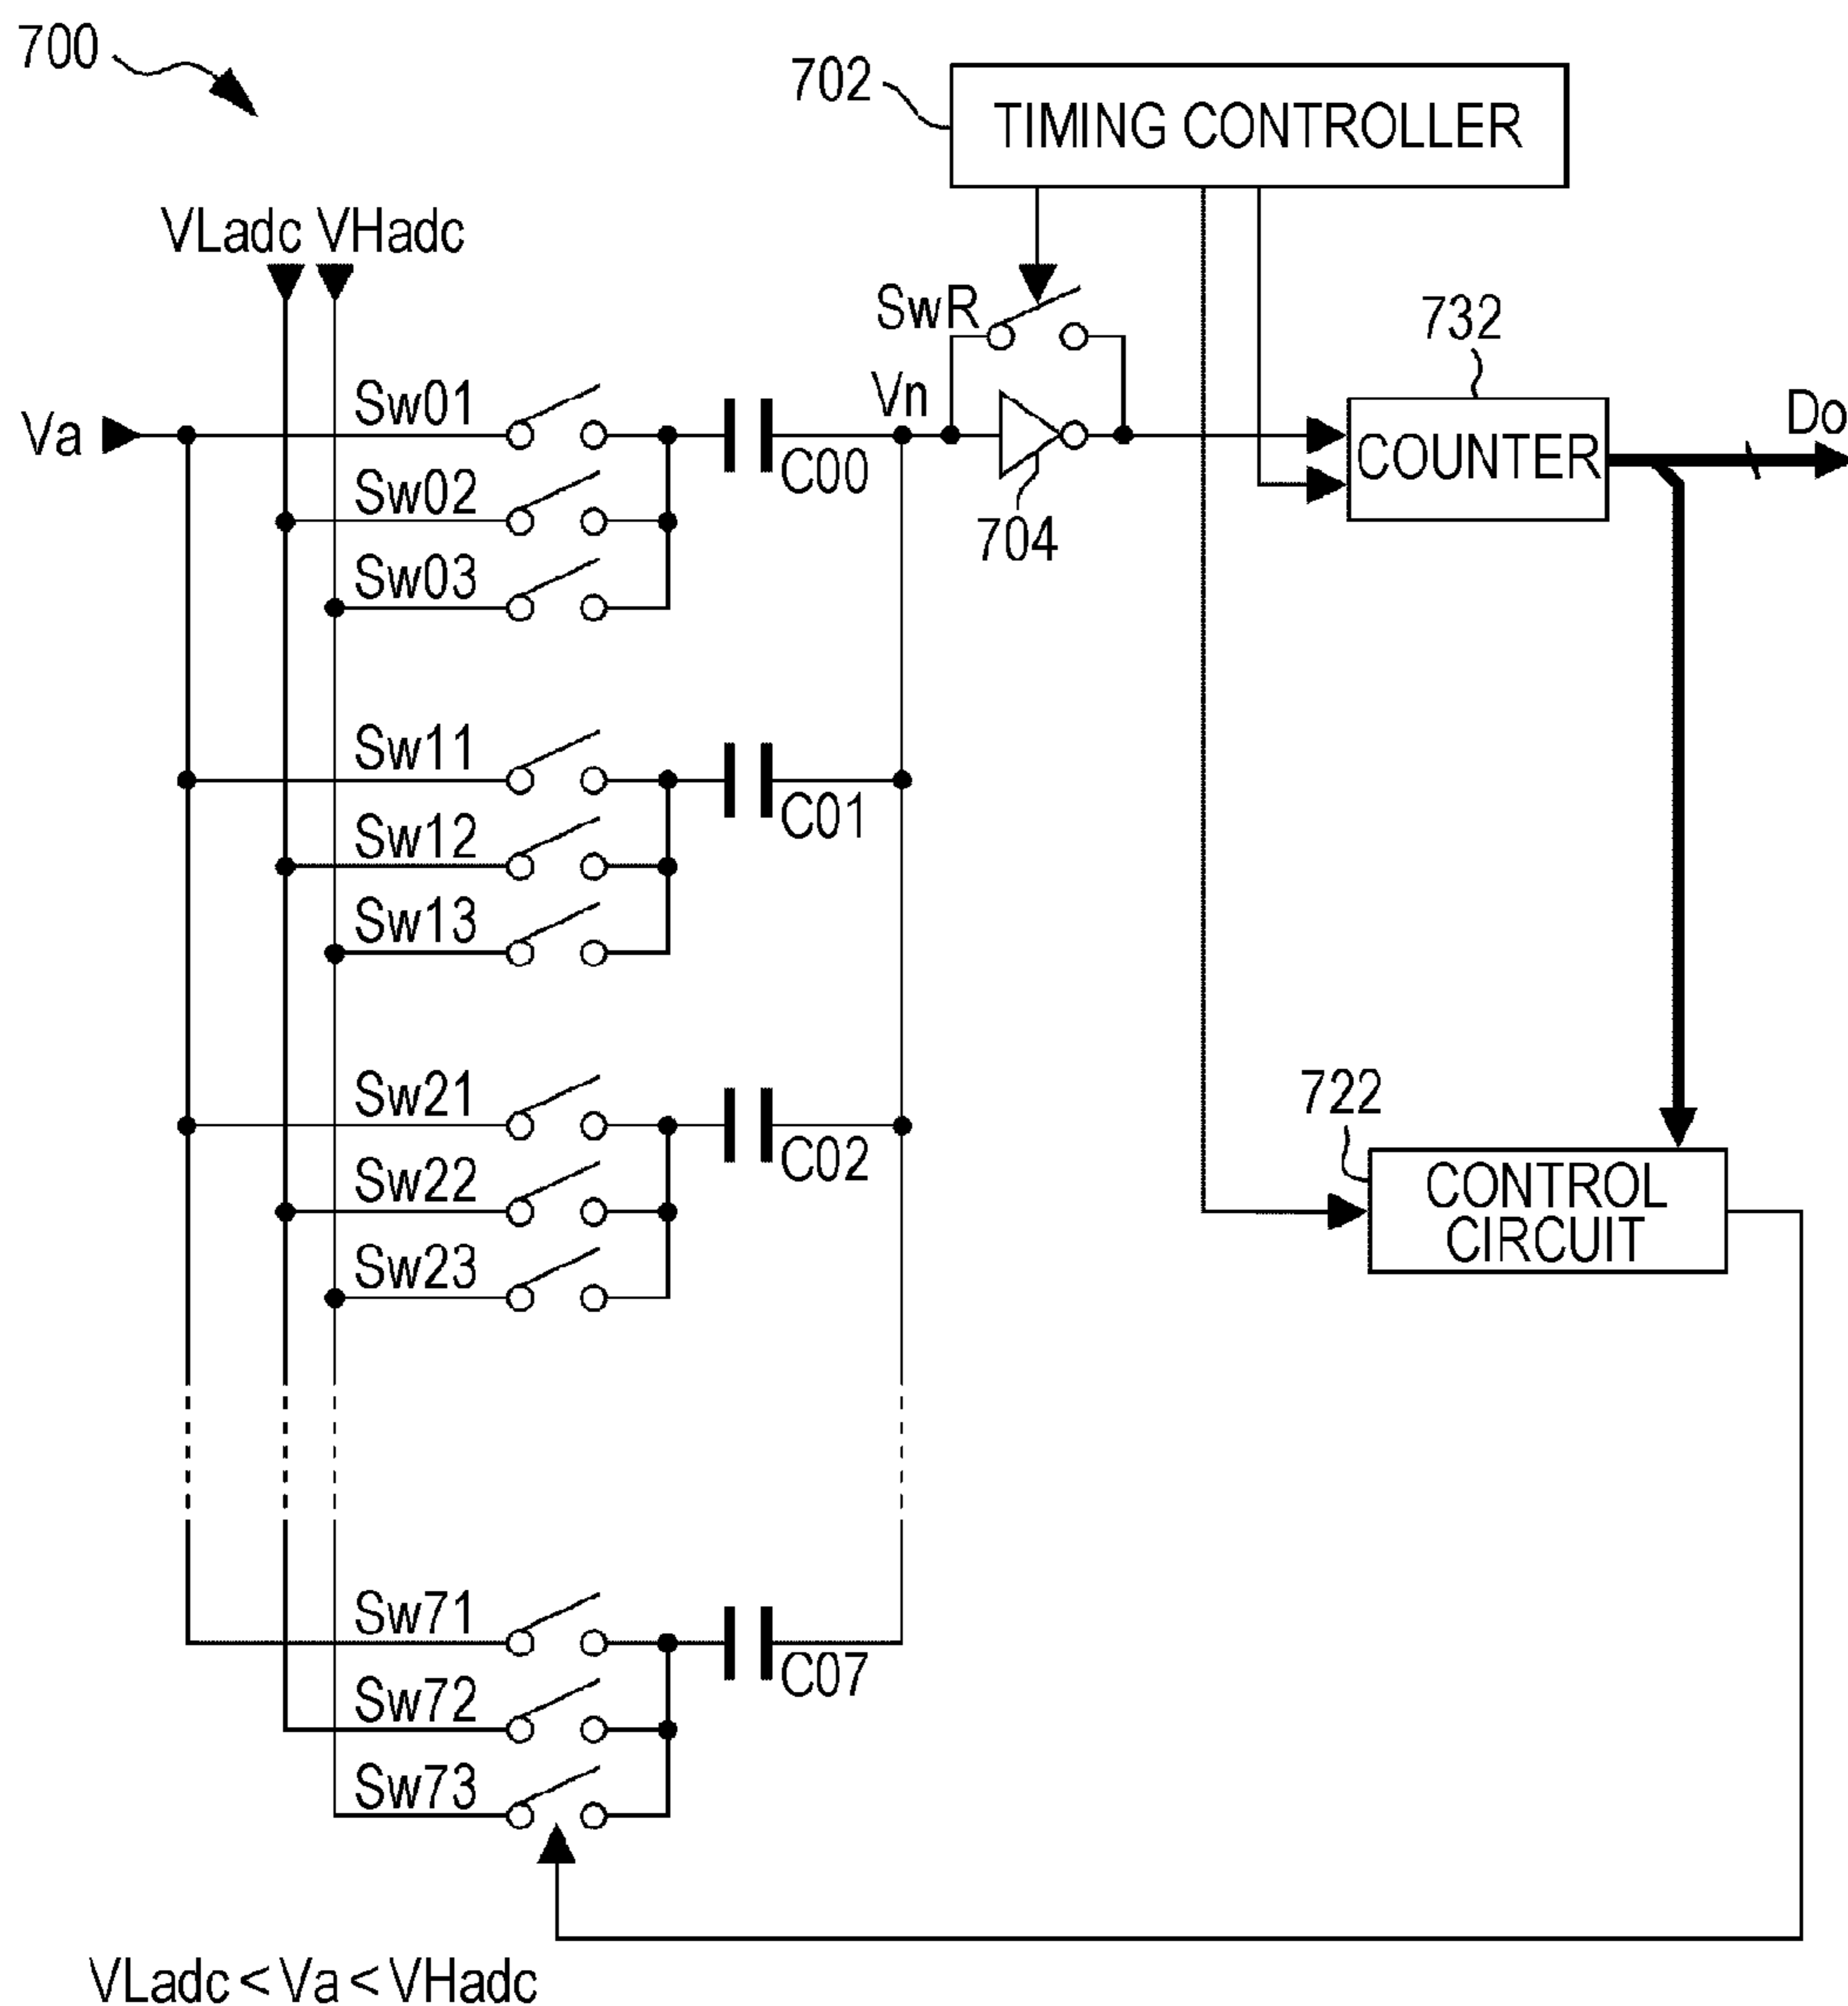 700
702
TIMING CONTROLLER
VLadc VHadc
SwR
732
Va
Sw01
Vn
COUNTER
Do
C00
Sw02
704
Sw03
Sw11
C01
Sw12
Sw13
Sw21
722
C02
Sw22
CONTROL
CIRCUIT
Sw23
Sw71
C07
Sw72
Sw73
VLadc < Va < VHadc